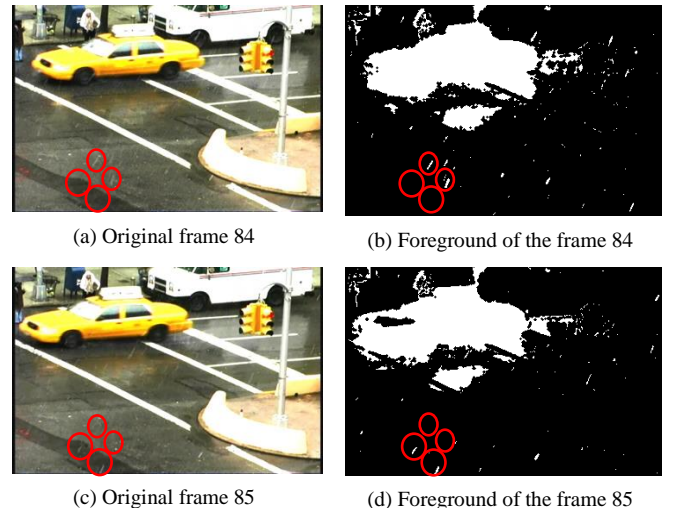 (a) Original frame 84
(b) Foreground of the frame 84
(c) Original frame 85
(d) Foreground of the frame 85